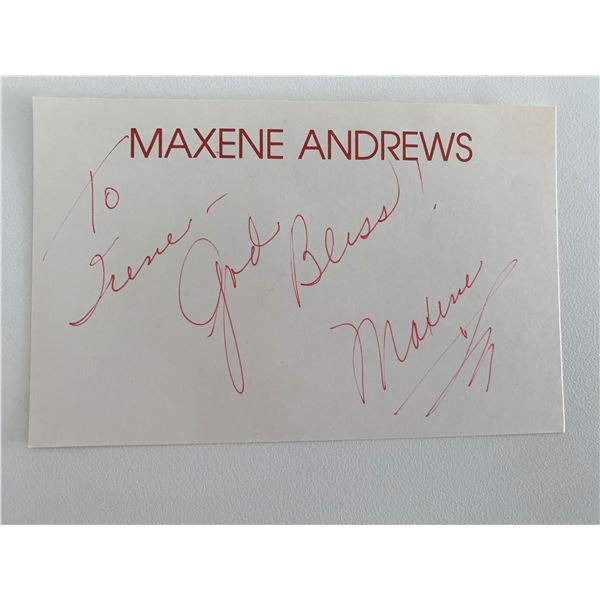 MAXENE ANDREWS
To
Irene -
God Bless!
Maxene